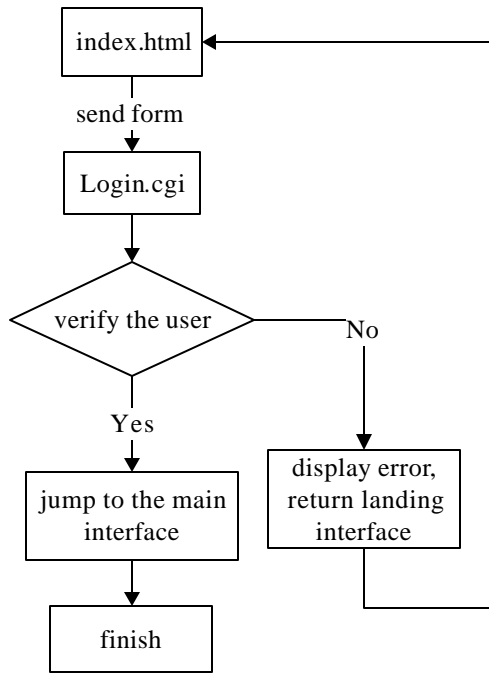 index.html
send form
Login.cgi
verify the user
No
Yes
jump to the main
interface
display error,
return landing
interface
finish